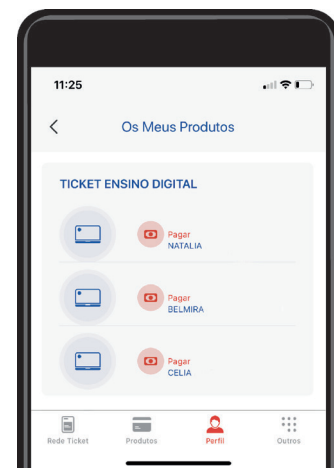 11:25
Os Meus Produtos
TICKET ENSINO DIGITAL
Pagar
NATALIA
Pagar
BELMIRA
Pagar
CELIA
Rede Ticket Produtos Perfil Outros